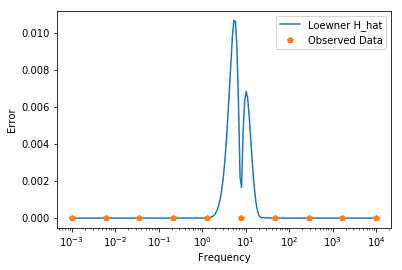 Loewner H_hat
Observed Data
0.010
0.008
0.006
0.004
0.002
0.000
Error
10⁻³ 10⁻² 10⁻¹ 10⁰ 10¹ 10² 10³ 10⁴
Frequency